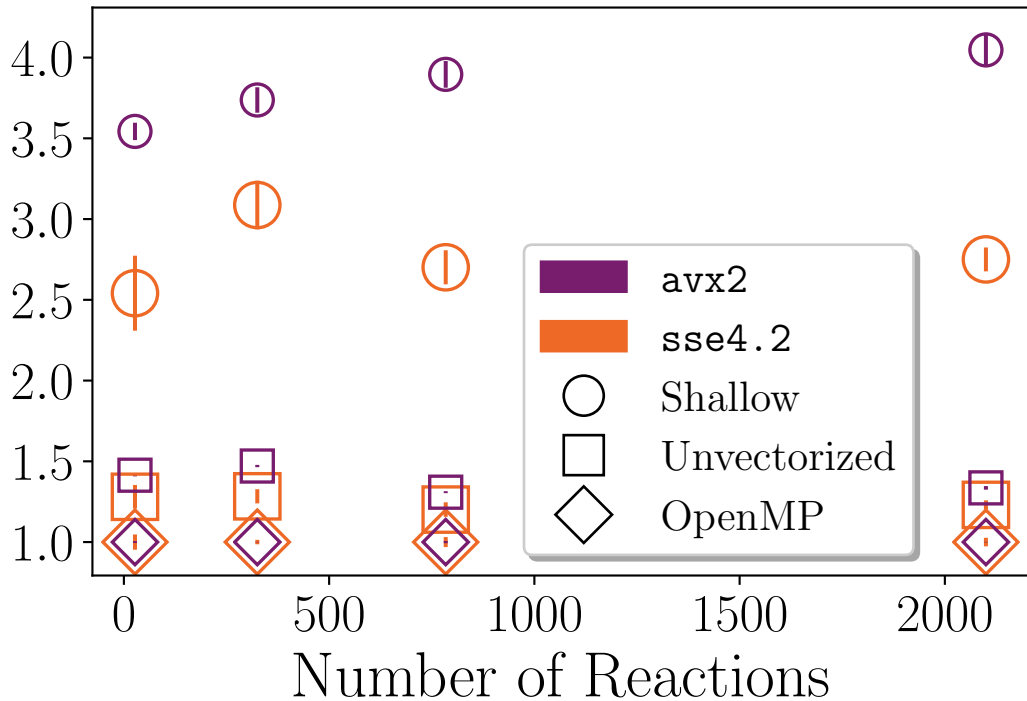 4.0
3.5
3.0
2.5
2.0
1.5
1.0
avx2
sse4.2
Shallow
Unvectorized
OpenMP
0 500 1000 1500 2000
Number of Reactions